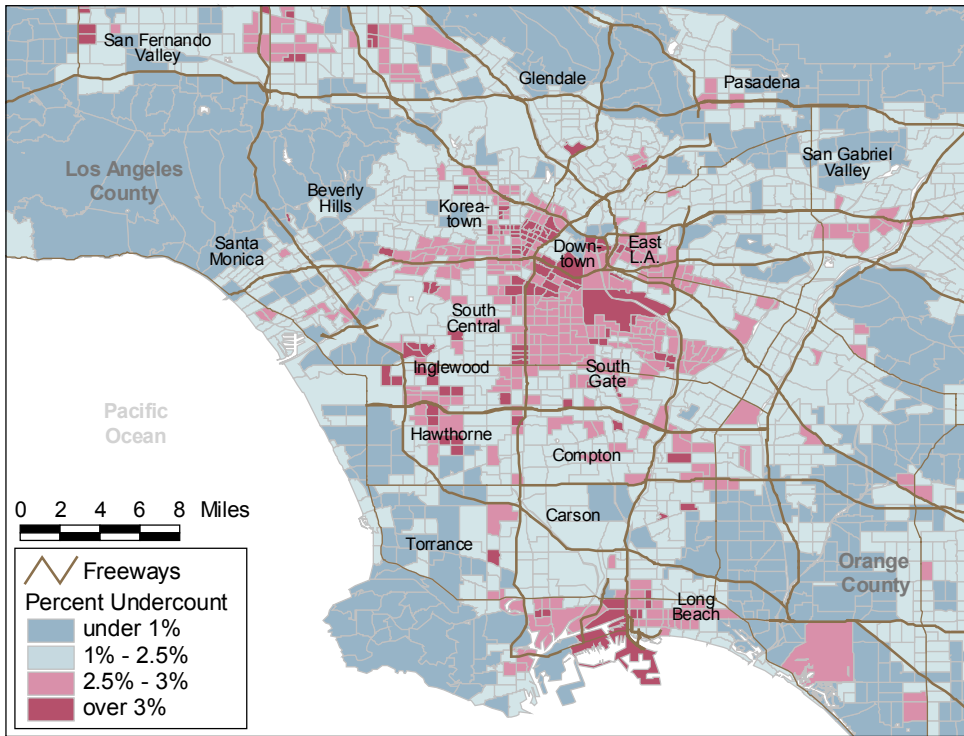 San Fernando
Valley
Glendale
Pasadena
Los Angeles
County
San Gabriel
Valley
Beverly
Hills
Korea-
town
Santa
Monica
Down-
town
East
L.A.
South
Central
Inglewood
South
Gate
Pacific
Ocean
Hawthorne
Compton
0 2 4 6 8 Miles
Carson
Torrance
Orange
County
Long
Beach
Freeways
Percent Undercount
under 1%
1% - 2.5%
2.5% - 3%
over 3%